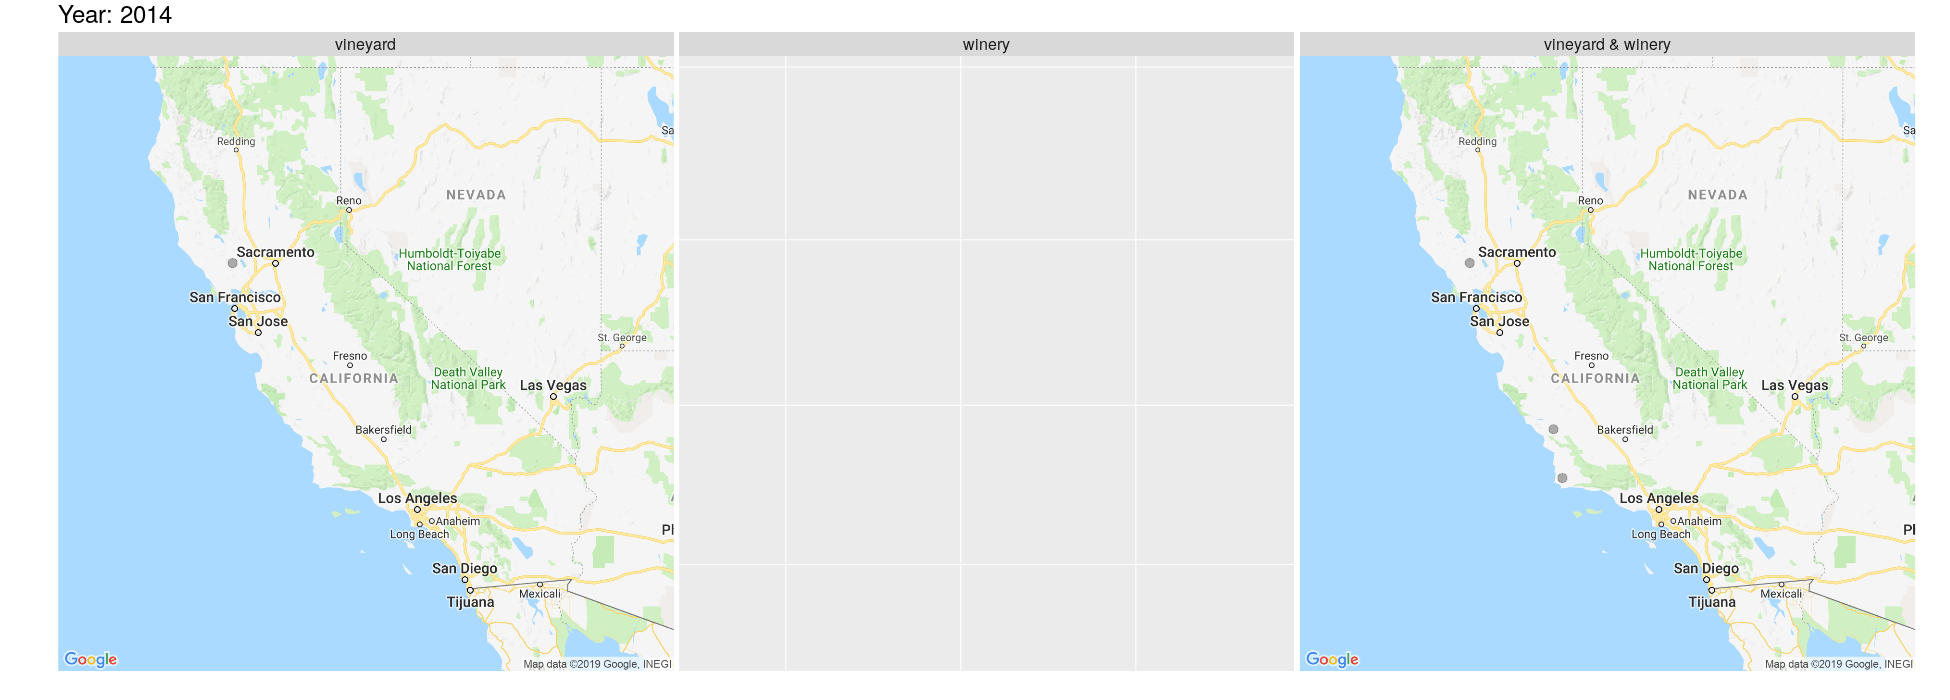 Year: 2014
vineyard
winery
vineyard & winery
Redding
Sa
NEVADA
Reno
Sacramento
Humboldt-Toiyabe
National Forest
San Francisco
San Jose
St. George
Fresno
CALIFORNIA
Death Valley
National Park
Las Vegas
Bakersfield
Los Angeles
Anaheim
Long Beach
San Diego
Tijuana
Mexicali
Google
Map data ©2019 Google, INEGI
Redding
Sa
NEVADA
Reno
Sacramento
Humboldt-Toiyabe
National Forest
San Francisco
San Jose
St. George
Fresno
CALIFORNIA
Death Valley
National Park
Las Vegas
Bakersfield
Los Angeles
Anaheim
Long Beach
San Diego
Tijuana
Mexicali
Google
Map data ©2019 Google, INEGI